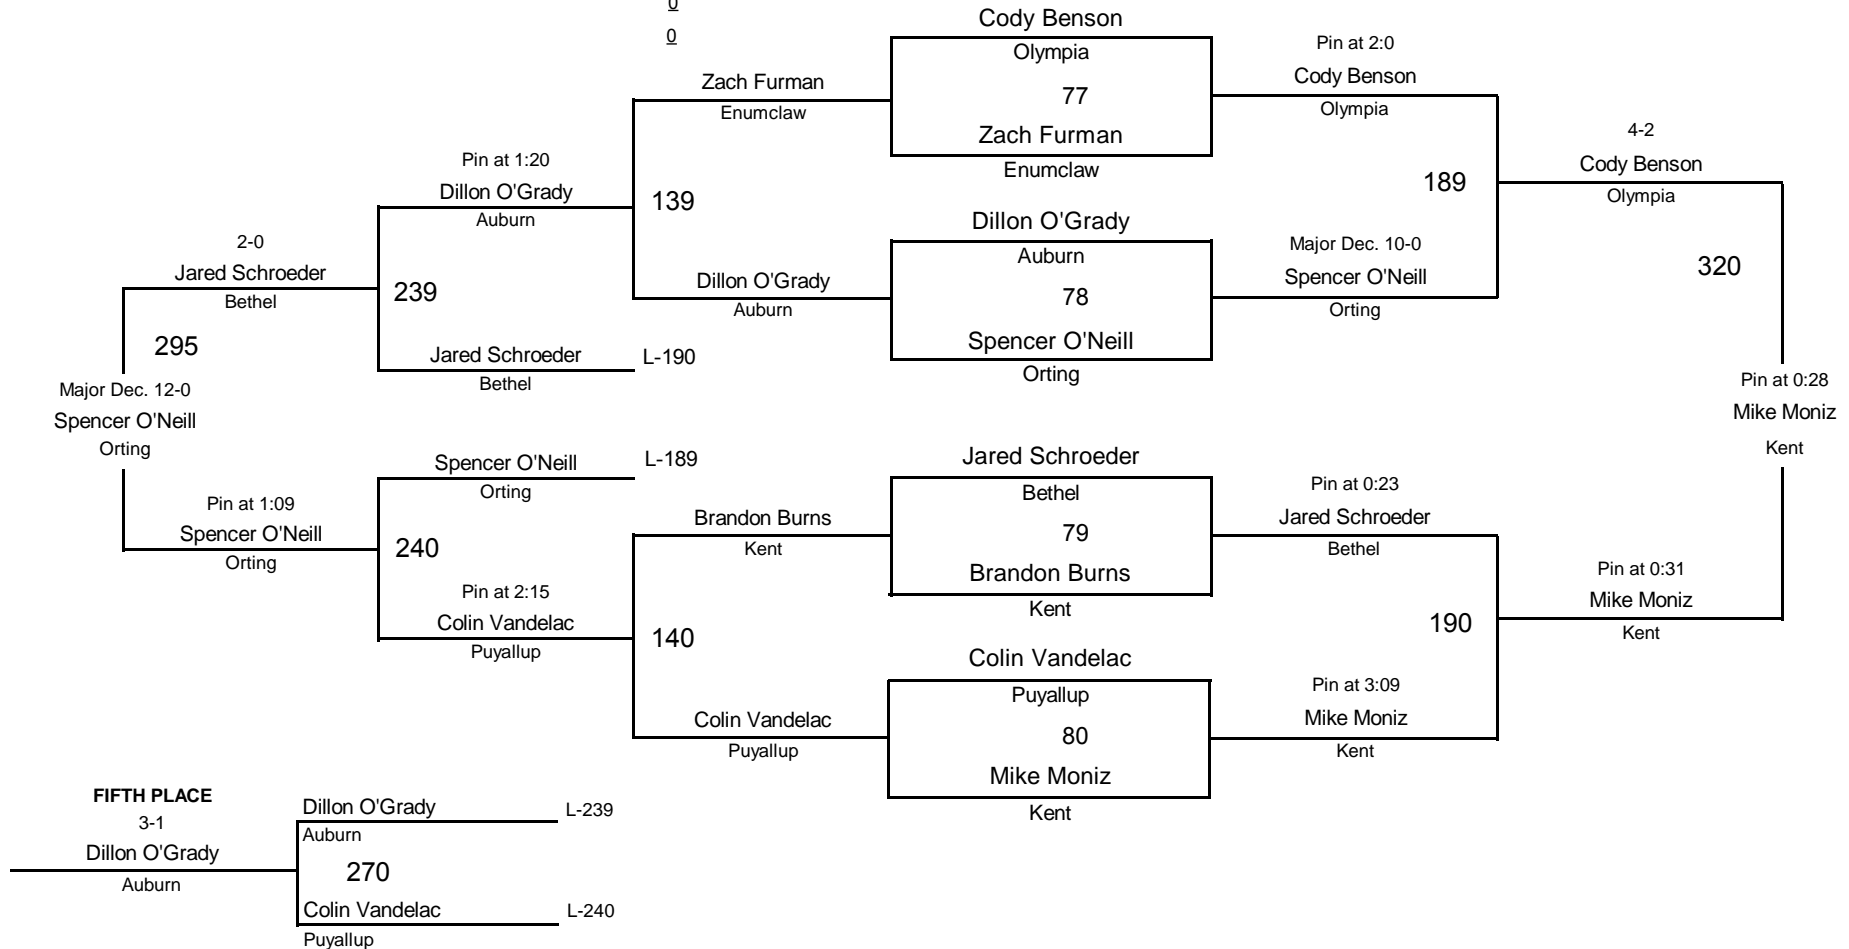 0
0
Cody Benson
Olympia
77
Zach Furman
Enumclaw
Pin at 2:0
Cody Benson
Olympia
4-2
Cody Benson
Olympia
Zach Furman
Enumclaw
Pin at 1:20
Dillon O'Grady
Auburn
139
189
Dillon O'Grady
Auburn
78
Spencer O'Neill
Orting
Major Dec. 10-0
Spencer O'Neill
Orting
320
2-0
Jared Schroeder
Bethel
239
Dillon O'Grady
Auburn
295
Jared Schroeder
Bethel
L-190
Major Dec. 12-0
Spencer O'Neill
Orting
Pin at 0:28
Mike Moniz
Kent
Spencer O'Neill
Orting
L-189
Jared Schroeder
Bethel
79
Brandon Burns
Kent
Pin at 0:23
Jared Schroeder
Bethel
Pin at 1:09
Spencer O'Neill
Orting
240
Brandon Burns
Kent
Pin at 2:15
Colin Vandelac
Puyallup
140
190
Pin at 0:31
Mike Moniz
Kent
Colin Vandelac
Puyallup
80
Mike Moniz
Kent
Pin at 3:09
Mike Moniz
Kent
Colin Vandelac
Puyallup
FIFTH PLACE
3-1
Dillon O'Grady
Auburn
Dillon O'Grady
Auburn
L-239
270
Colin Vandelac
Puyallup
L-240